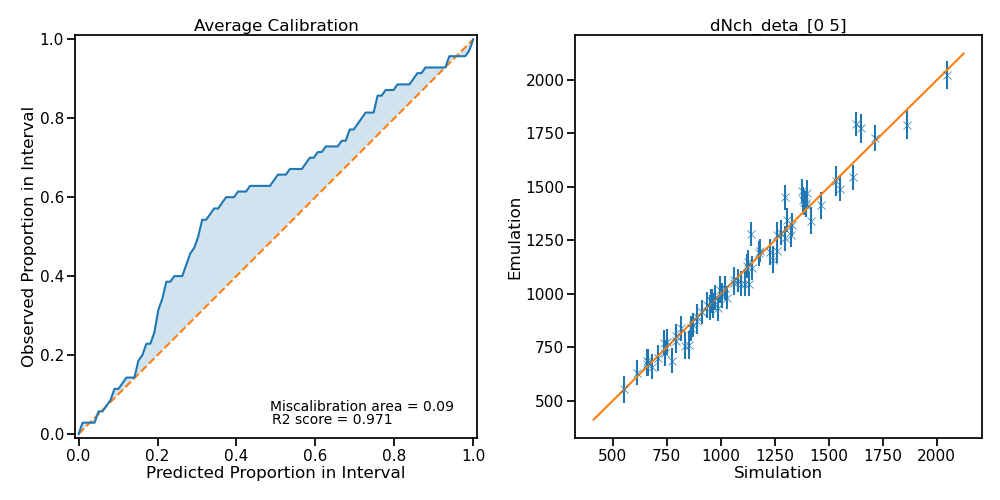 Average Calibration
1.0
0.8
0.6
0.4
0.2
0.0
Observed Proportion in Interval
Miscalibration area = 0.09
R2 score = 0.971
0.0 0.2 0.4 0.6 0.8 1.0
Predicted Proportion in Interval
dNch_deta_[0 5]
2000
1750
1500
1250
1000
750
500
Emulation
500 750 1000 1250 1500 1750 2000
Simulation